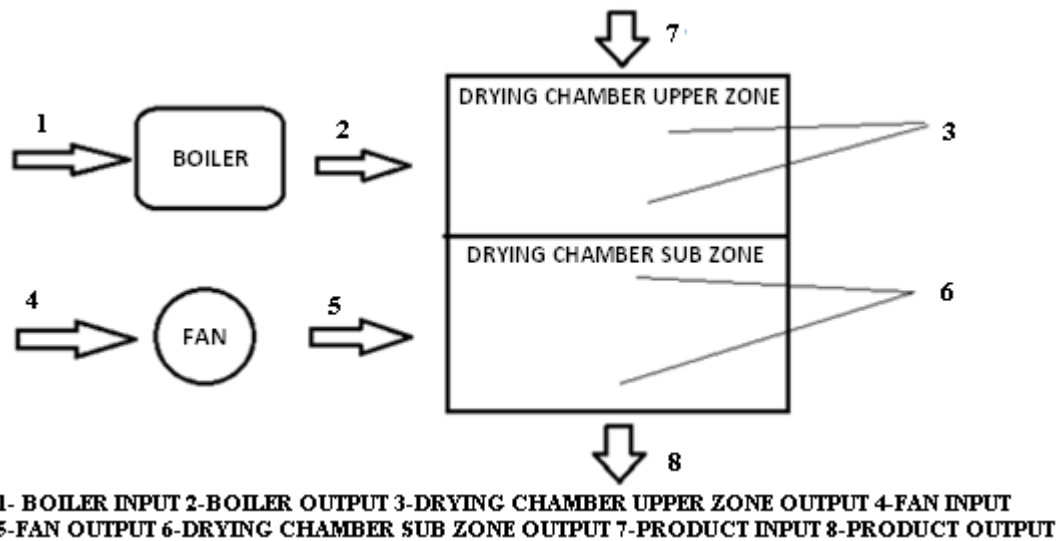 7
DRYING CHAMBER UPPER ZONE
1
2
3
BOILER
DRYING CHAMBER SUB ZONE
4
5
6
FAN
8
1- BOILER INPUT 2-BOILER OUTPUT 3-DRYING CHAMBER UPPER ZONE OUTPUT 4-FAN INPUT
5-FAN OUTPUT 6-DRYING CHAMBER SUB ZONE OUTPUT 7-PRODUCT INPUT 8-PRODUCT OUTPUT